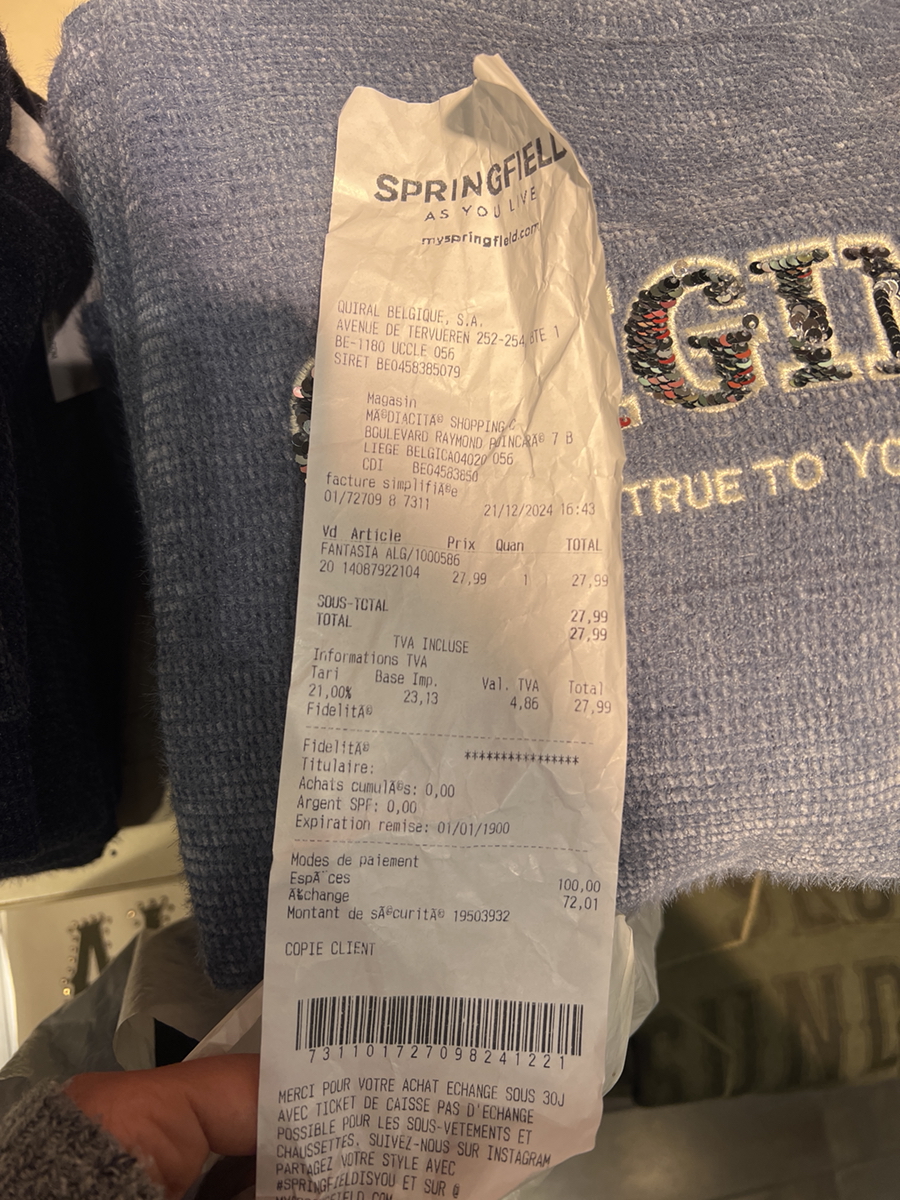 SPRINGFIELD
AS YOU LIVE
myspringfield.com
QUIRAL BELGIQUE, S.A.
AVENUE DE TERVUEREN 252-254 BTE 1
BE-1180 UCCLE 056
SIRET BE0458385079
Magasin
MÃ©DIACITÃ© SHOPPING C
BOULEVARD RAYMOND POINCARÃ© 7 B
LIEGE BELGICA04020 056
CDI BE04583850
facture simplifiÃ©e
01/72709 8 7311 21/12/2024 16:43
Vd Article Prix Quan TOTAL
FANTASIA ALG/1000586
20 14087922104 27,99 1 27,99
SOUS-TOTAL 27,99
TOTAL 27,99
TVA INCLUSE
Informations TVA
Tari Base Imp. Val. TVA Total
21,00% 23,13 4,86 27,99
FidelitÃ©
FidelitÃ© ****************
Titulaire:
Achats cumulÃ©s: 0,00
Argent SPF: 0,00
Expiration remise: 01/01/1900
Modes de paiement
EspÃ¨ces 100,00
Ã‰change 72,01
Montant de sÃ©curitÃ© 19503932
COPIE CLIENT
731101727098241221
MERCI POUR VOTRE ACHAT ECHANGE SOUS 30J
AVEC TICKET DE CAISSE PAS D'ECHANGE
POSSIBLE POUR LES SOUS-VETEMENTS ET
CHAUSSETTES, SUIVEZ-NOUS SUR INSTAGRAM
PARTAGEZ VOTRE STYLE AVEC
#SPRINGFIELDISYOU ET SUR @
GIN
TRUE TO YO